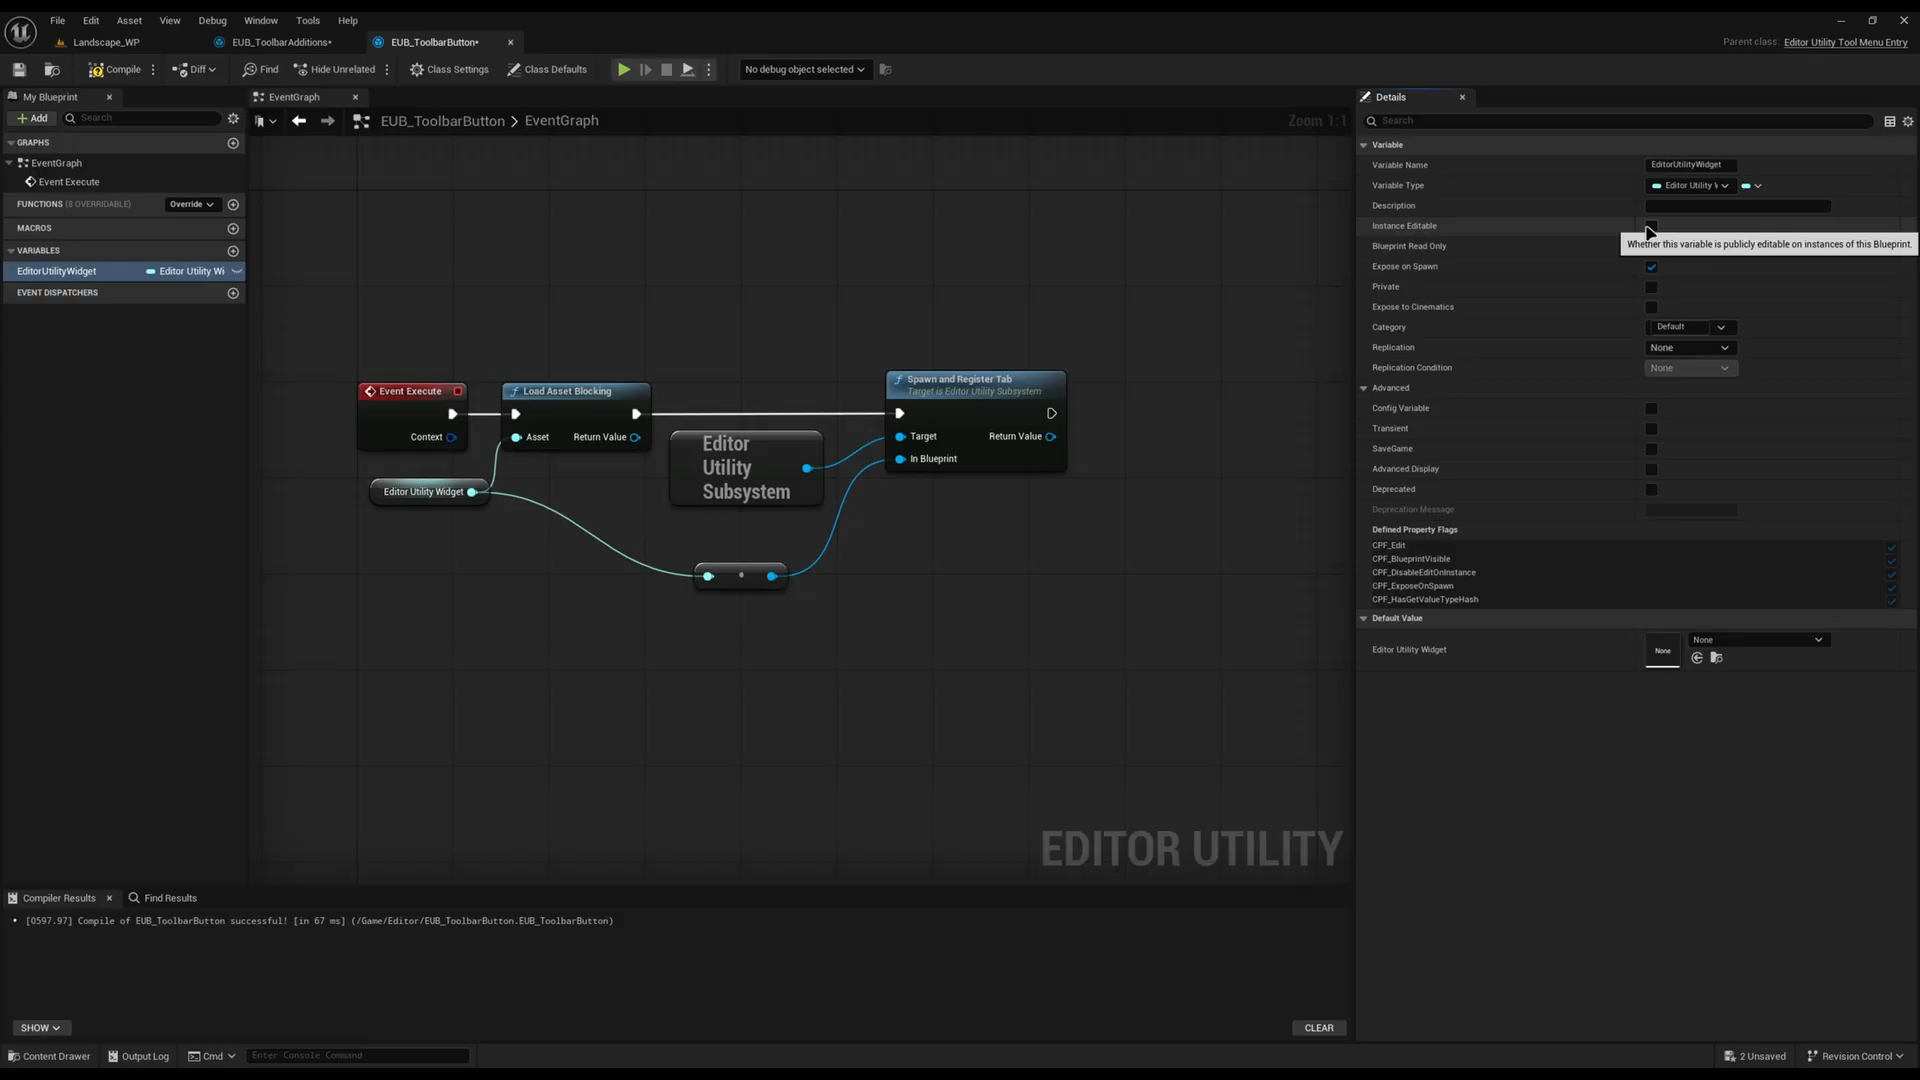 File Edit Asset View Debug Window Tools Help
Landscape_WP EUB_ToolbarAdditions* EUB_ToolbarButton*
Parent class: Editor Utility Tool Menu Entry
Compile Diff Find Hide Unrelated Class Settings Class Defaults No debug object selected
My Blueprint
Add Search
GRAPHS
EventGraph
Event Execute
FUNCTIONS (8 OVERRIDABLE) Override
MACROS
VARIABLES
EditorUtilityWidget Editor Utility Wi
EVENT DISPATCHERS
EventGraph
EUB_ToolbarButton > EventGraph
Zoom 1:1
Event Execute
Context
Load Asset Blocking
Asset Return Value
Editor Utility Widget
Editor
Utility
Subsystem
Spawn and Register Tab
Target is Editor Utility Subsystem
Target Return Value
In Blueprint
EDITOR UTILITY
Details
Search
Variable
Variable Name EditorUtilityWidget
Variable Type Editor Utility
Description
Instance Editable
Whether this variable is publicly editable on instances of this Blueprint.
Blueprint Read Only
Expose on Spawn
Private
Expose to Cinematics
Category Default
Replication None
Replication Condition None
Advanced
Config Variable
Transient
SaveGame
Advanced Display
Deprecated
Deprecation Message
Defined Property Flags
CPF_Edit
CPF_BlueprintVisible
CPF_DisableEditOnInstance
CPF_ExposeOnSpawn
CPF_HasGetValueTypeHash
Default Value
Editor Utility Widget None None
Compiler Results Find Results
[0597.97] Compile of EUB_ToolbarButton successful! [in 67 ms] (/Game/Editor/EUB_ToolbarButton.EUB_ToolbarButton)
SHOW CLEAR
Content Drawer Output Log Cmd Enter Console Command 2 Unsaved Revision Control